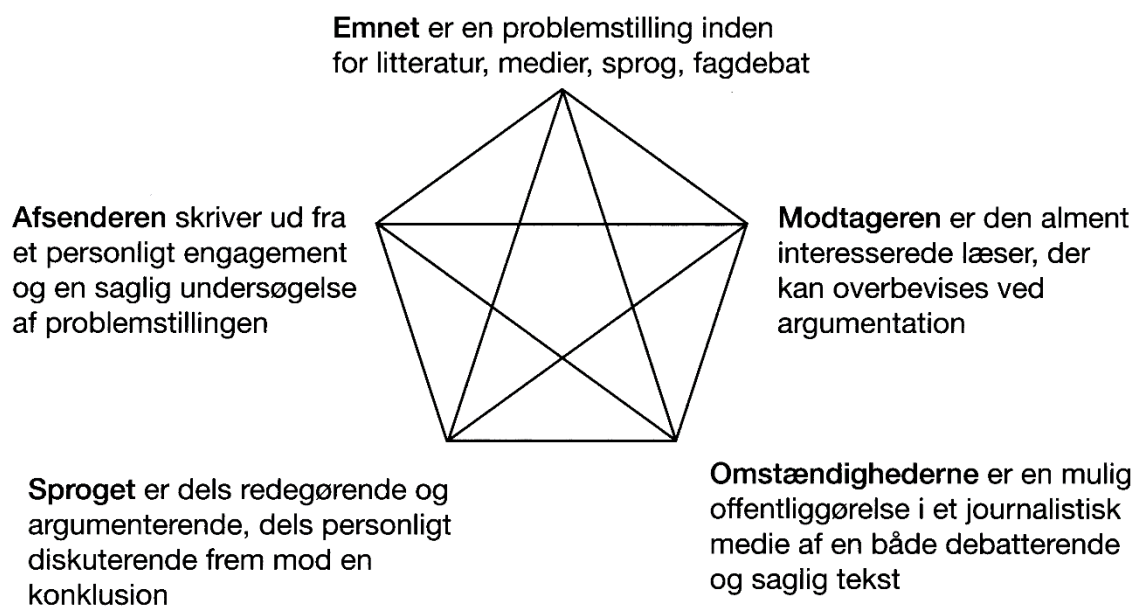 Emnet er en problemstilling inden
for litteratur, medier, sprog, fagdebat
Afsenderen skriver ud fra
et personligt engagement
og en saglig undersøgelse
af problemstillingen
Modtageren er den alment
interesserede læser, der
kan overbevises ved
argumentation
Sproget er dels redegørende og
argumenterende, dels personligt
diskuterende frem mod en
konklusion
Omstændighederne er en mulig
offentliggørelse i et journalistisk
medie af en både debatterende
og saglig tekst